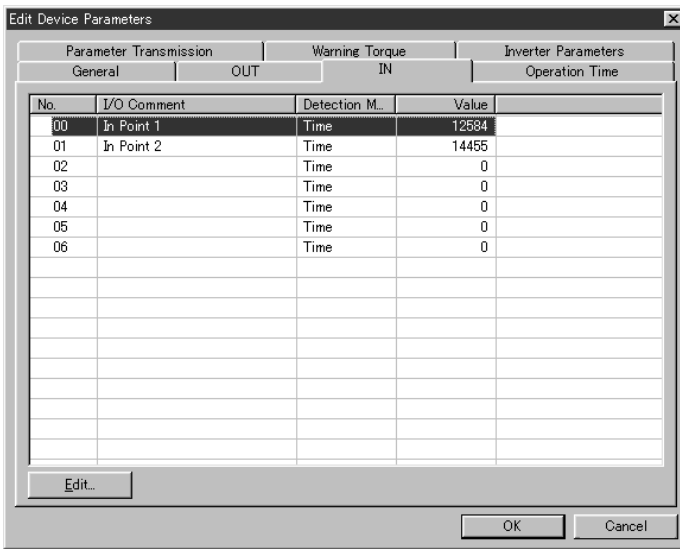 Edit Device Parameters
Parameter Transmission Warning Torque Inverter Parameters
General OUT IN Operation Time
No. I/O Comment Detection M... Value
00 In Point 1 Time 12584
01 In Point 2 Time 14455
02 Time 0
03 Time 0
04 Time 0
05 Time 0
06 Time 0
Edit...
OK Cancel